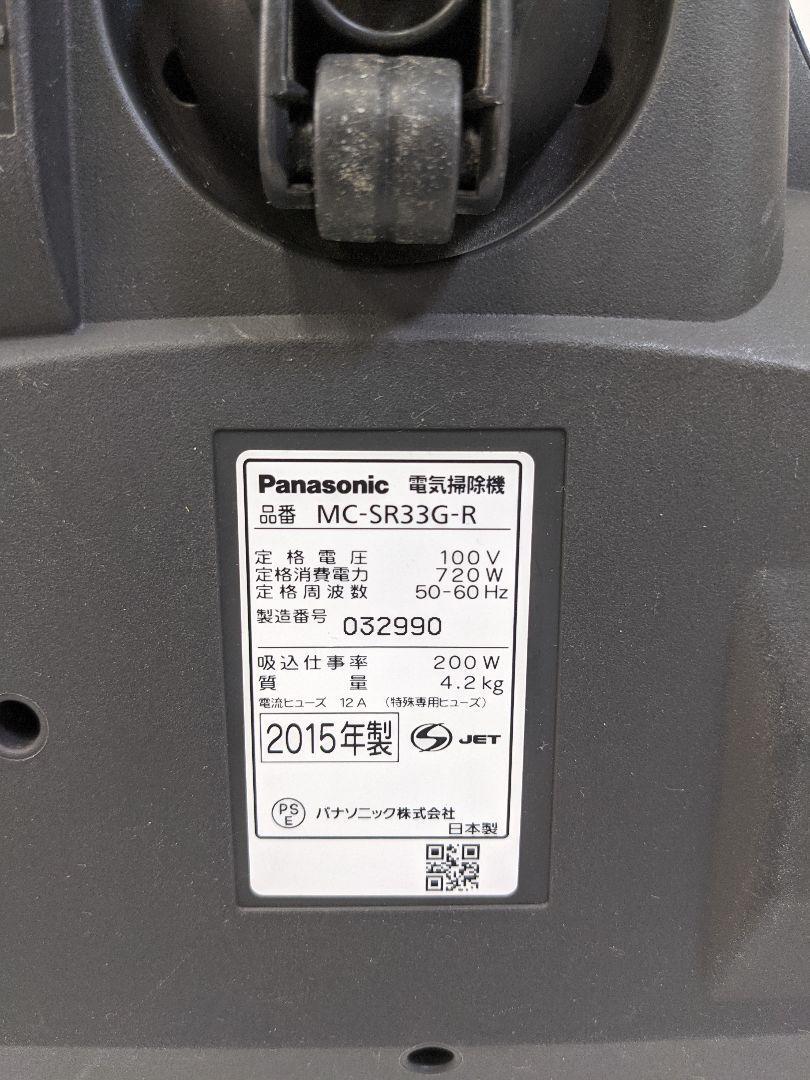 Panasonic 電気掃除機
品番 MC-SR33G-R
定格電圧 100V
定格消費電力 720W
定格周波数 50-60Hz
製造番号 032990
吸込仕事率 200W
質量 4.2kg
電流ヒューズ 12A (特殊専用ヒューズ)
2015年製 S JET
PS
E パナソニック株式会社
日本製